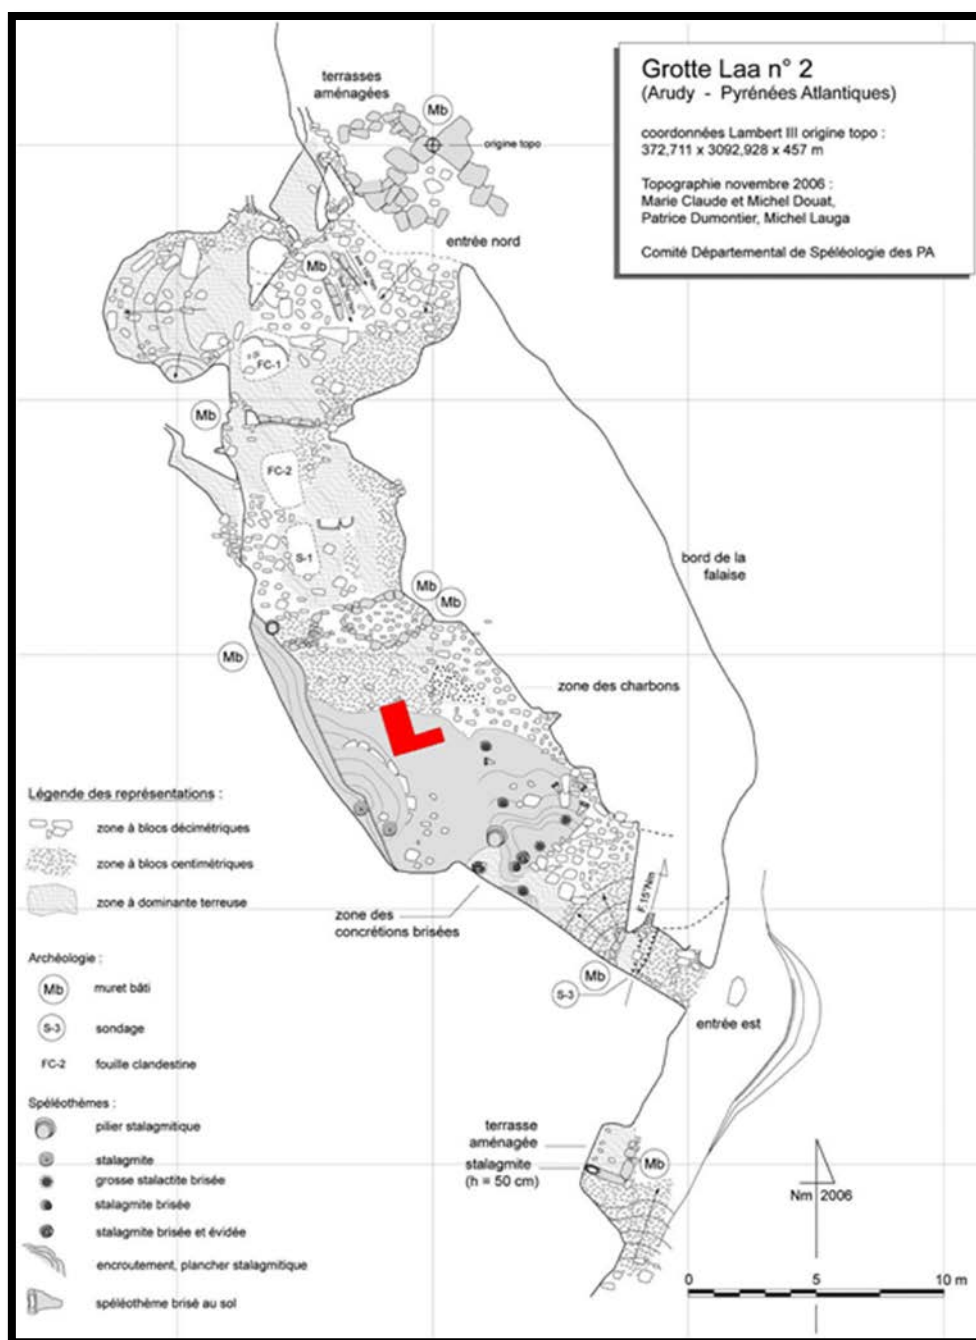 Grotte Laa n° 2
(Arudy - Pyrénées Atlantiques)
coordonnées Lambert III origine topo :
372,711 x 3092,928 x 457 m
Topographie novembre 2006 :
Marie Claude et Michel Douat,
Patrice Dumontier, Michel Lauga
Comité Départemental de Spéléologie des PA
terrasses
aménagées
Mb
origine topo
entrée nord
Mb
FC-1
Mb
FC-2
S-1
bord de la
falaise
Mb
Mb
Mb
zone des charbons
F.15°Nm
zone des
concrétions brisées
Mb
S-3
entrée est
terrasse
aménagée
stalagmite
(h = 50 cm)
Mb
Nm 2006
0 5 10 m
Légende des représentations :
zone à blocs décimétriques
zone à blocs centimétriques
zone à dominante terreuse
Archéologie :
Mb muret bâti
S-3 sondage
FC-2 fouille clandestine
Spéléothèmes :
pilier stalagmitique
stalagmite
grosse stalactite brisée
stalagmite brisée
stalagmite brisée et évidée
encroutement, plancher stalagmitique
spéléothème brisé au sol